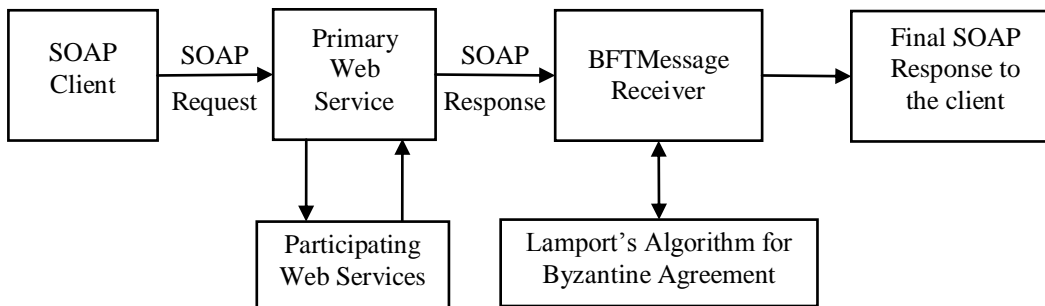 SOAP
Client
SOAP
Request
Primary
Web
Service
SOAP
Response
BFTMessage
Receiver
Final SOAP
Response to
the client
Participating
Web Services
Lamport’s Algorithm for
Byzantine Agreement